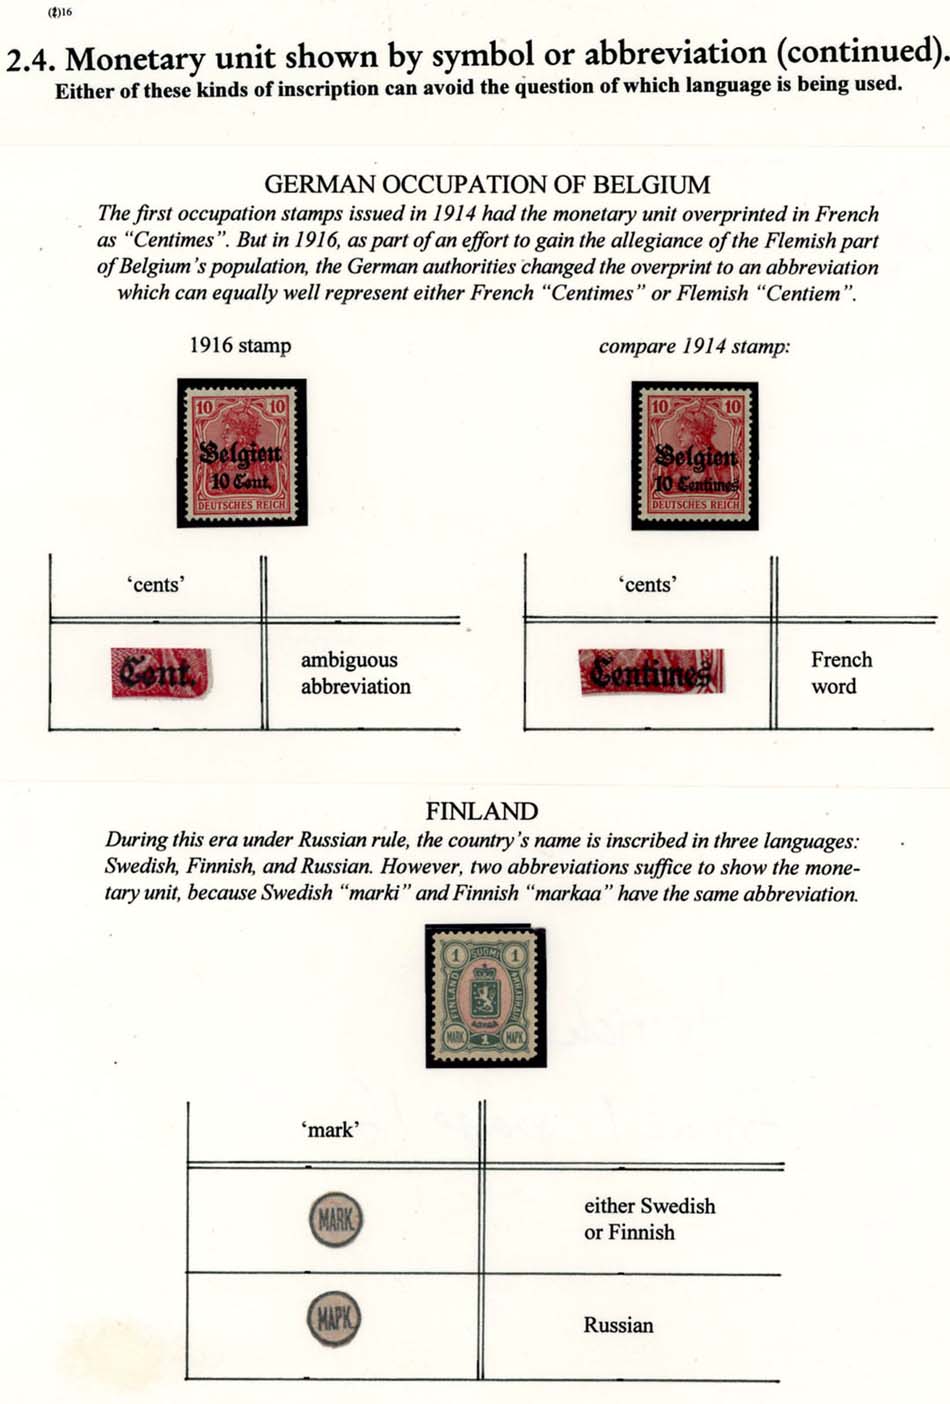 (2)16
2.4. Monetary unit shown by symbol or abbreviation (continued).
Either of these kinds of inscription can avoid the question of which language is being used.
GERMAN OCCUPATION OF BELGIUM
The first occupation stamps issued in 1914 had the monetary unit overprinted in French
as “Centimes”. But in 1916, as part of an effort to gain the allegiance of the Flemish part
of Belgium’s population, the German authorities changed the overprint to an abbreviation
which can equally well represent either French “Centimes” or Flemish “Centiem”.
1916 stamp
10 10
Belgien
10 Cent.
DEUTSCHES REICH
‘cents’
Cent.
ambiguous
abbreviation
compare 1914 stamp:
10 10
Belgien
10 Centimes
DEUTSCHES REICH
‘cents’
Centimes
French
word
FINLAND
During this era under Russian rule, the country’s name is inscribed in three languages:
Swedish, Finnish, and Russian. However, two abbreviations suffice to show the mone-
tary unit, because Swedish “marki” and Finnish “markaa” have the same abbreviation.
1 SUOMI 1
FINLAND
MARK 1 МАРК.
‘mark’
MARK
either Swedish
or Finnish
МАРК
Russian